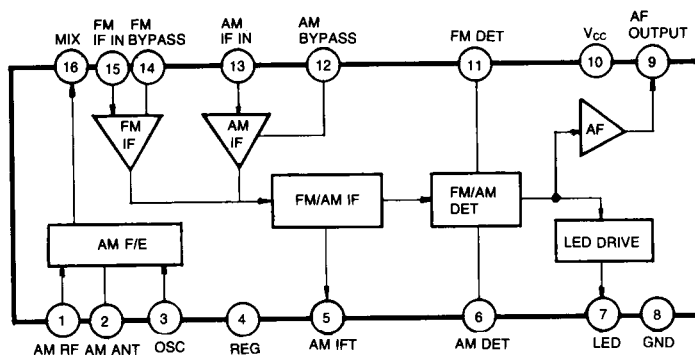 MIX
FM IF IN
FM BYPASS
AM IF IN
AM BYPASS
FM DET
VCC
AF OUTPUT
16
15
14
13
12
11
10
9
FM IF
AM IF
AF
FM/AM IF
FM/AM DET
AM F/E
LED DRIVE
1
2
3
4
5
6
7
8
AM RF
AM ANT
OSC
REG
AM IFT
AM DET
LED
GND